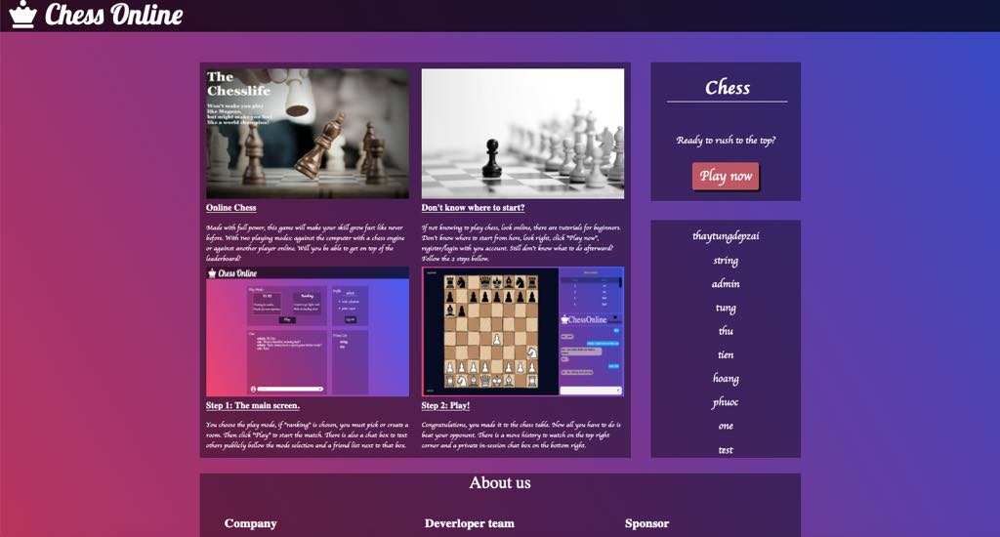 Chess Online
The
Chesslife
Won't make you play
like Magnus,
but might make you feel
like a world champion!
Online Chess
Made with full power, this game will make your skill grow fast like never
before. With two playing modes: against the computer with a chess engine
or against another player online. Will you be able to get on top of the
leaderboard?
Don't know where to start?
If not knowing to play chess, look online, there are tutorials for beginners.
Don't know where to start from here, look right, click "Play now",
register/login with you account. Still don't know what to do afterward?
Follow the 2 steps bellow.
Chess Online
ChessOnline
Step 1: The main screen.
You choose the play mode, if "ranking" is chosen, you must pick or create a
room. Then click "Play" to start the match. There is also a chat box to text
others publicly bellow the mode selection and a friend list next to that box.
Step 2: Play!
Congratulations, you made it to the chess table. Now all you have to do is
beat your opponent. There is a move history to watch on the top right
corner and a private in-session chat box on the bottom right.
Chess
Ready to rush to the top?
Play now
thaytungdepzai
string
admin
tung
thu
tien
hoang
phuoc
one
test
About us
Company
Deverloper team
Sponsor